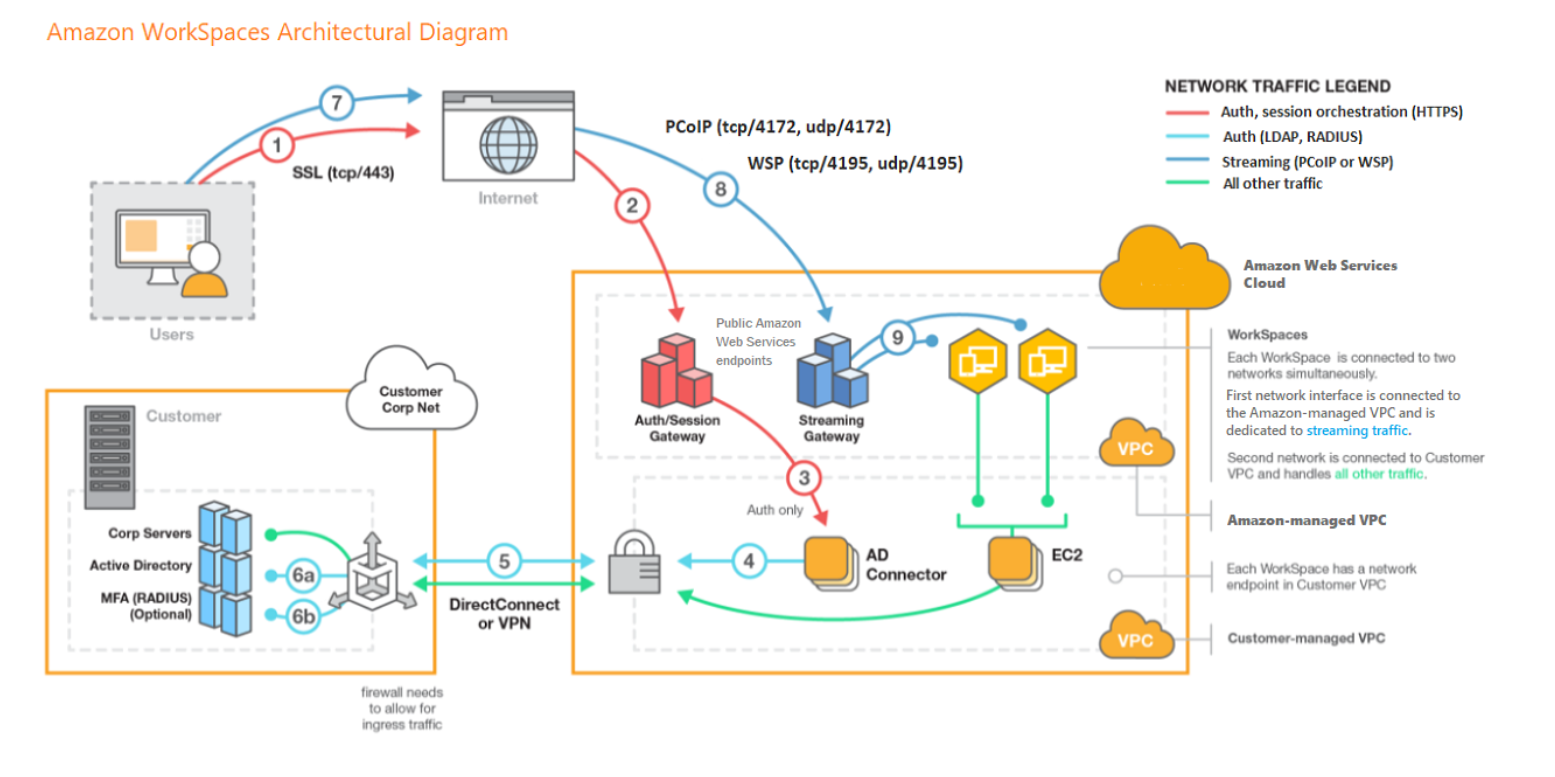 Amazon WorkSpaces Architectural Diagram
NETWORK TRAFFIC LEGEND
Auth, session orchestration (HTTPS)
Auth (LDAP, RADIUS)
Streaming (PCoIP or WSP)
All other traffic
7
1
SSL (tcp/443)
Internet
PCoIP (tcp/4172, udp/4172)
WSP (tcp/4195, udp/4195)
8
2
Users
Amazon Web Services
Cloud
Public Amazon
Web Services
endpoints
9
Auth/Session
Gateway
Streaming
Gateway
WorkSpaces
Each WorkSpace is connected to two
networks simultaneously.
First network interface is connected to
the Amazon-managed VPC and is
dedicated to streaming traffic.
Second network is connected to Customer
VPC and handles all other traffic.
VPC
Amazon-managed VPC
Customer
Corp Net
Customer
3
Auth only
Corp Servers
Active Directory
MFA (RADIUS)
(Optional)
6a
6b
5
DirectConnect
or VPN
4
AD
Connector
EC2
Each WorkSpace has a network
endpoint in Customer VPC
VPC
Customer-managed VPC
firewall needs
to allow for
ingress traffic